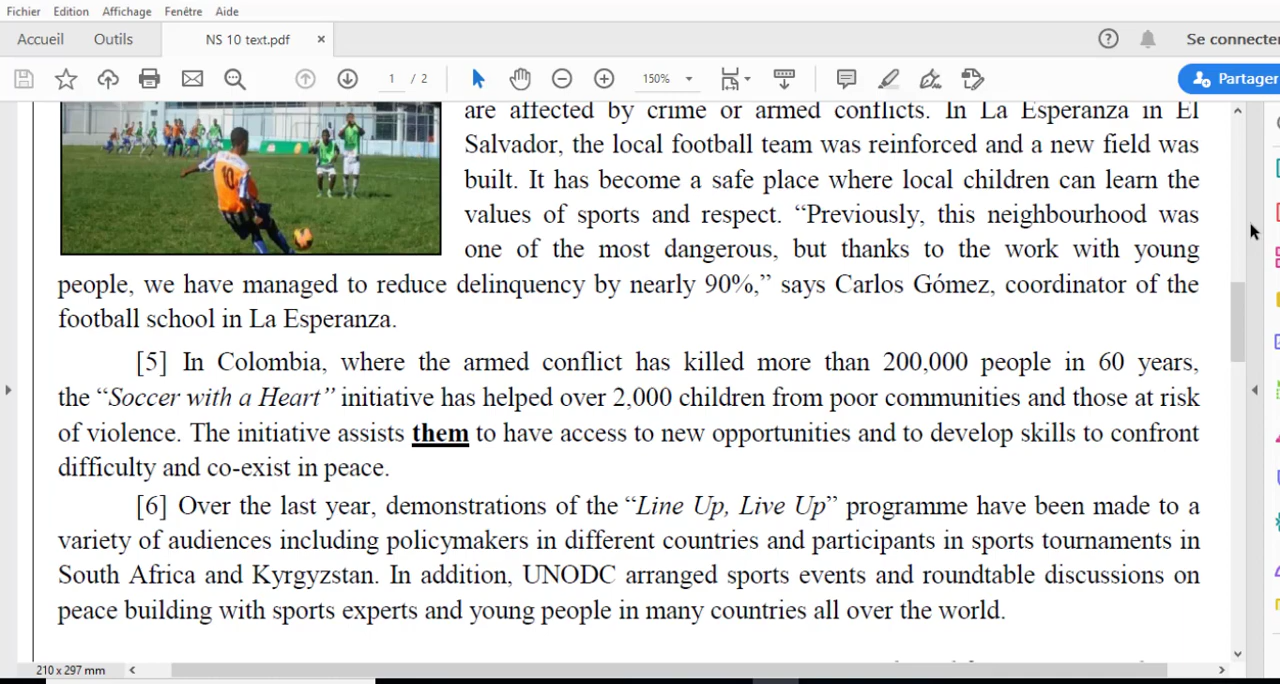 Fichier Edition Affichage Fenêtre Aide
Accueil Outils NS 10 text.pdf × ? Se connecter
1 / 2 150% Partager
are affected by crime or armed conflicts. In La Esperanza in El
Salvador, the local football team was reinforced and a new field was
built. It has become a safe place where local children can learn the
values of sports and respect. “Previously, this neighbourhood was
one of the most dangerous, but thanks to the work with young
people, we have managed to reduce delinquency by nearly 90%,” says Carlos Gómez, coordinator of the
football school in La Esperanza.
[5] In Colombia, where the armed conflict has killed more than 200,000 people in 60 years,
the “Soccer with a Heart” initiative has helped over 2,000 children from poor communities and those at risk
of violence. The initiative assists them to have access to new opportunities and to develop skills to confront
difficulty and co-exist in peace.
[6] Over the last year, demonstrations of the “Line Up, Live Up” programme have been made to a
variety of audiences including policymakers in different countries and participants in sports tournaments in
South Africa and Kyrgyzstan. In addition, UNODC arranged sports events and roundtable discussions on
peace building with sports experts and young people in many countries all over the world.
210 x 297 mm